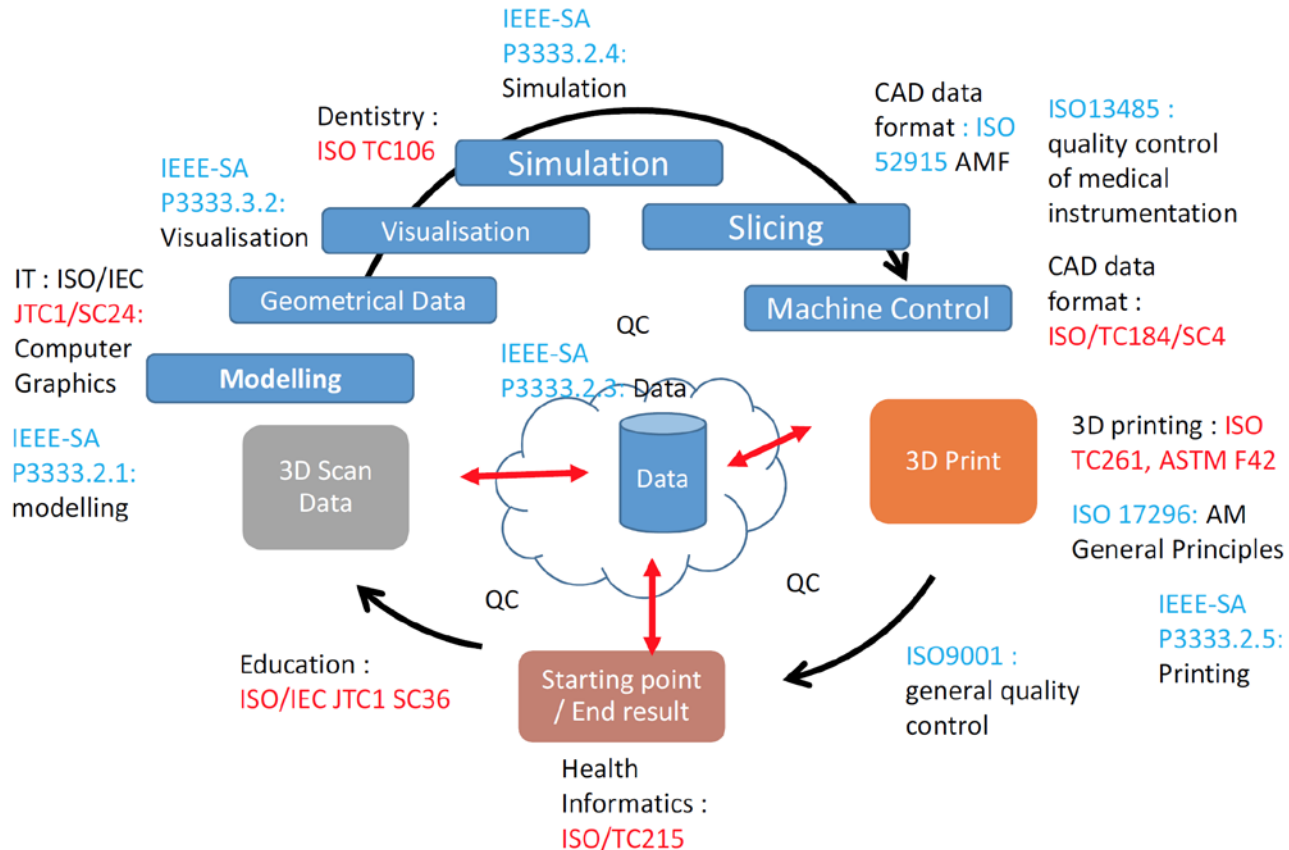 IEEE-SA
P3333.2.4:
Simulation
Dentistry :
ISO TC106
CAD data
format : ISO
52915 AMF
ISO13485 :
quality control
of medical
instrumentation
IEEE-SA
P3333.3.2:
Visualisation
Simulation
Visualisation
Slicing
IT : ISO/IEC
JTC1/SC24:
Computer
Graphics
Geometrical Data
Machine Control
CAD data
format :
ISO/TC184/SC4
QC
Modelling
IEEE-SA
P3333.2.3: Data
IEEE-SA
P3333.2.1:
modelling
3D Scan
Data
Data
3D Print
3D printing : ISO
TC261, ASTM F42
ISO 17296: AM
General Principles
QC
QC
IEEE-SA
P3333.2.5:
Printing
Education :
ISO/IEC JTC1 SC36
Starting point
/ End result
ISO9001 :
general quality
control
Health
Informatics :
ISO/TC215